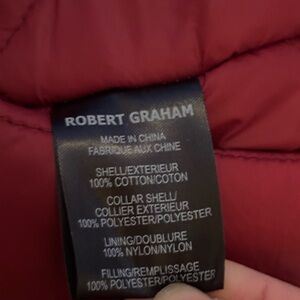 ROBERT GRAHAM
MADE IN CHINA
FABRIQUE AUX CHINE
SHELL/EXTERIEUR
100% COTTON/COTON
COLLAR SHELL/
COLLIER EXTERIEUR
100% POLYESTER/POLYESTER
LINING/DOUBLURE
100% NYLON/NYLON
FILLING/REMPLISSAGE
100% POLYESTER/POLYESTER